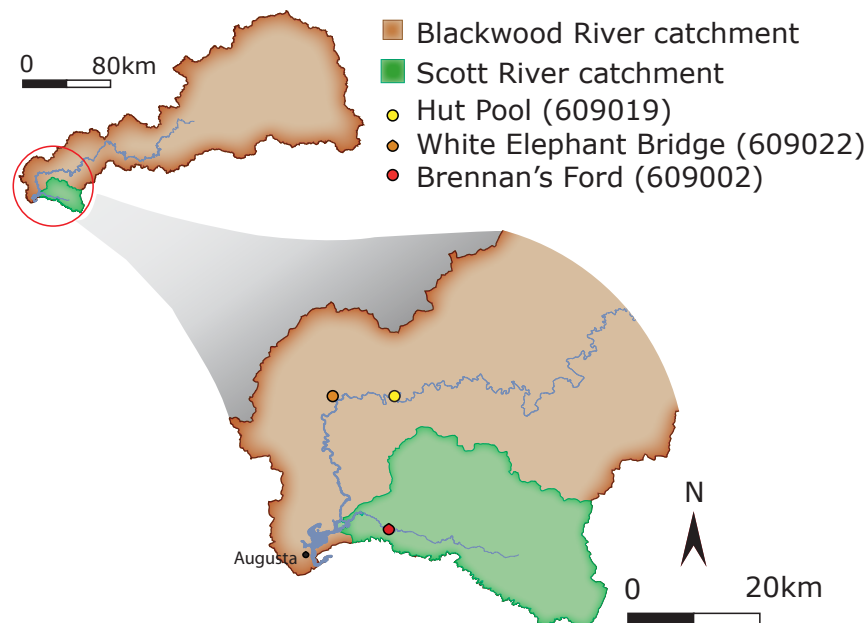 0 80km
Blackwood River catchment
Scott River catchment
Hut Pool (609019)
White Elephant Bridge (609022)
Brennan's Ford (609002)
Augusta
N
0 20km